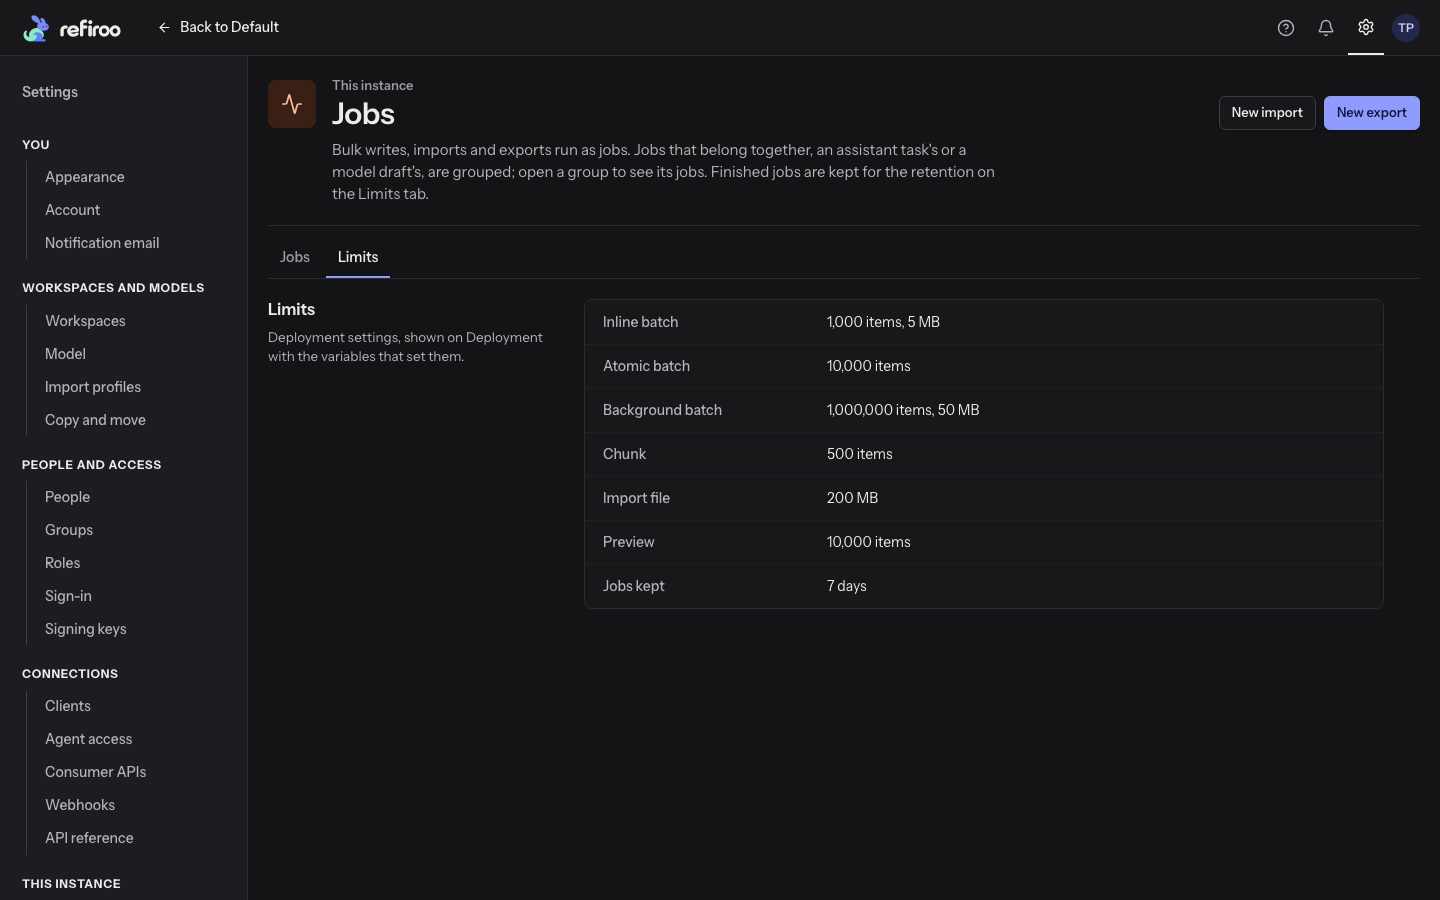 refiroo
Back to Default
TP
Settings
YOU
Appearance
Account
Notification email
WORKSPACES AND MODELS
Workspaces
Model
Import profiles
Copy and move
PEOPLE AND ACCESS
People
Groups
Roles
Sign-in
Signing keys
CONNECTIONS
Clients
Agent access
Consumer APIs
Webhooks
API reference
THIS INSTANCE
This instance
Jobs
Bulk writes, imports and exports run as jobs. Jobs that belong together, an assistant task's or a
model draft's, are grouped; open a group to see its jobs. Finished jobs are kept for the retention on
the Limits tab.
New import
New export
Jobs
Limits
Limits
Deployment settings, shown on Deployment
with the variables that set them.
Inline batch 1,000 items, 5 MB
Atomic batch 10,000 items
Background batch 1,000,000 items, 50 MB
Chunk 500 items
Import file 200 MB
Preview 10,000 items
Jobs kept 7 days